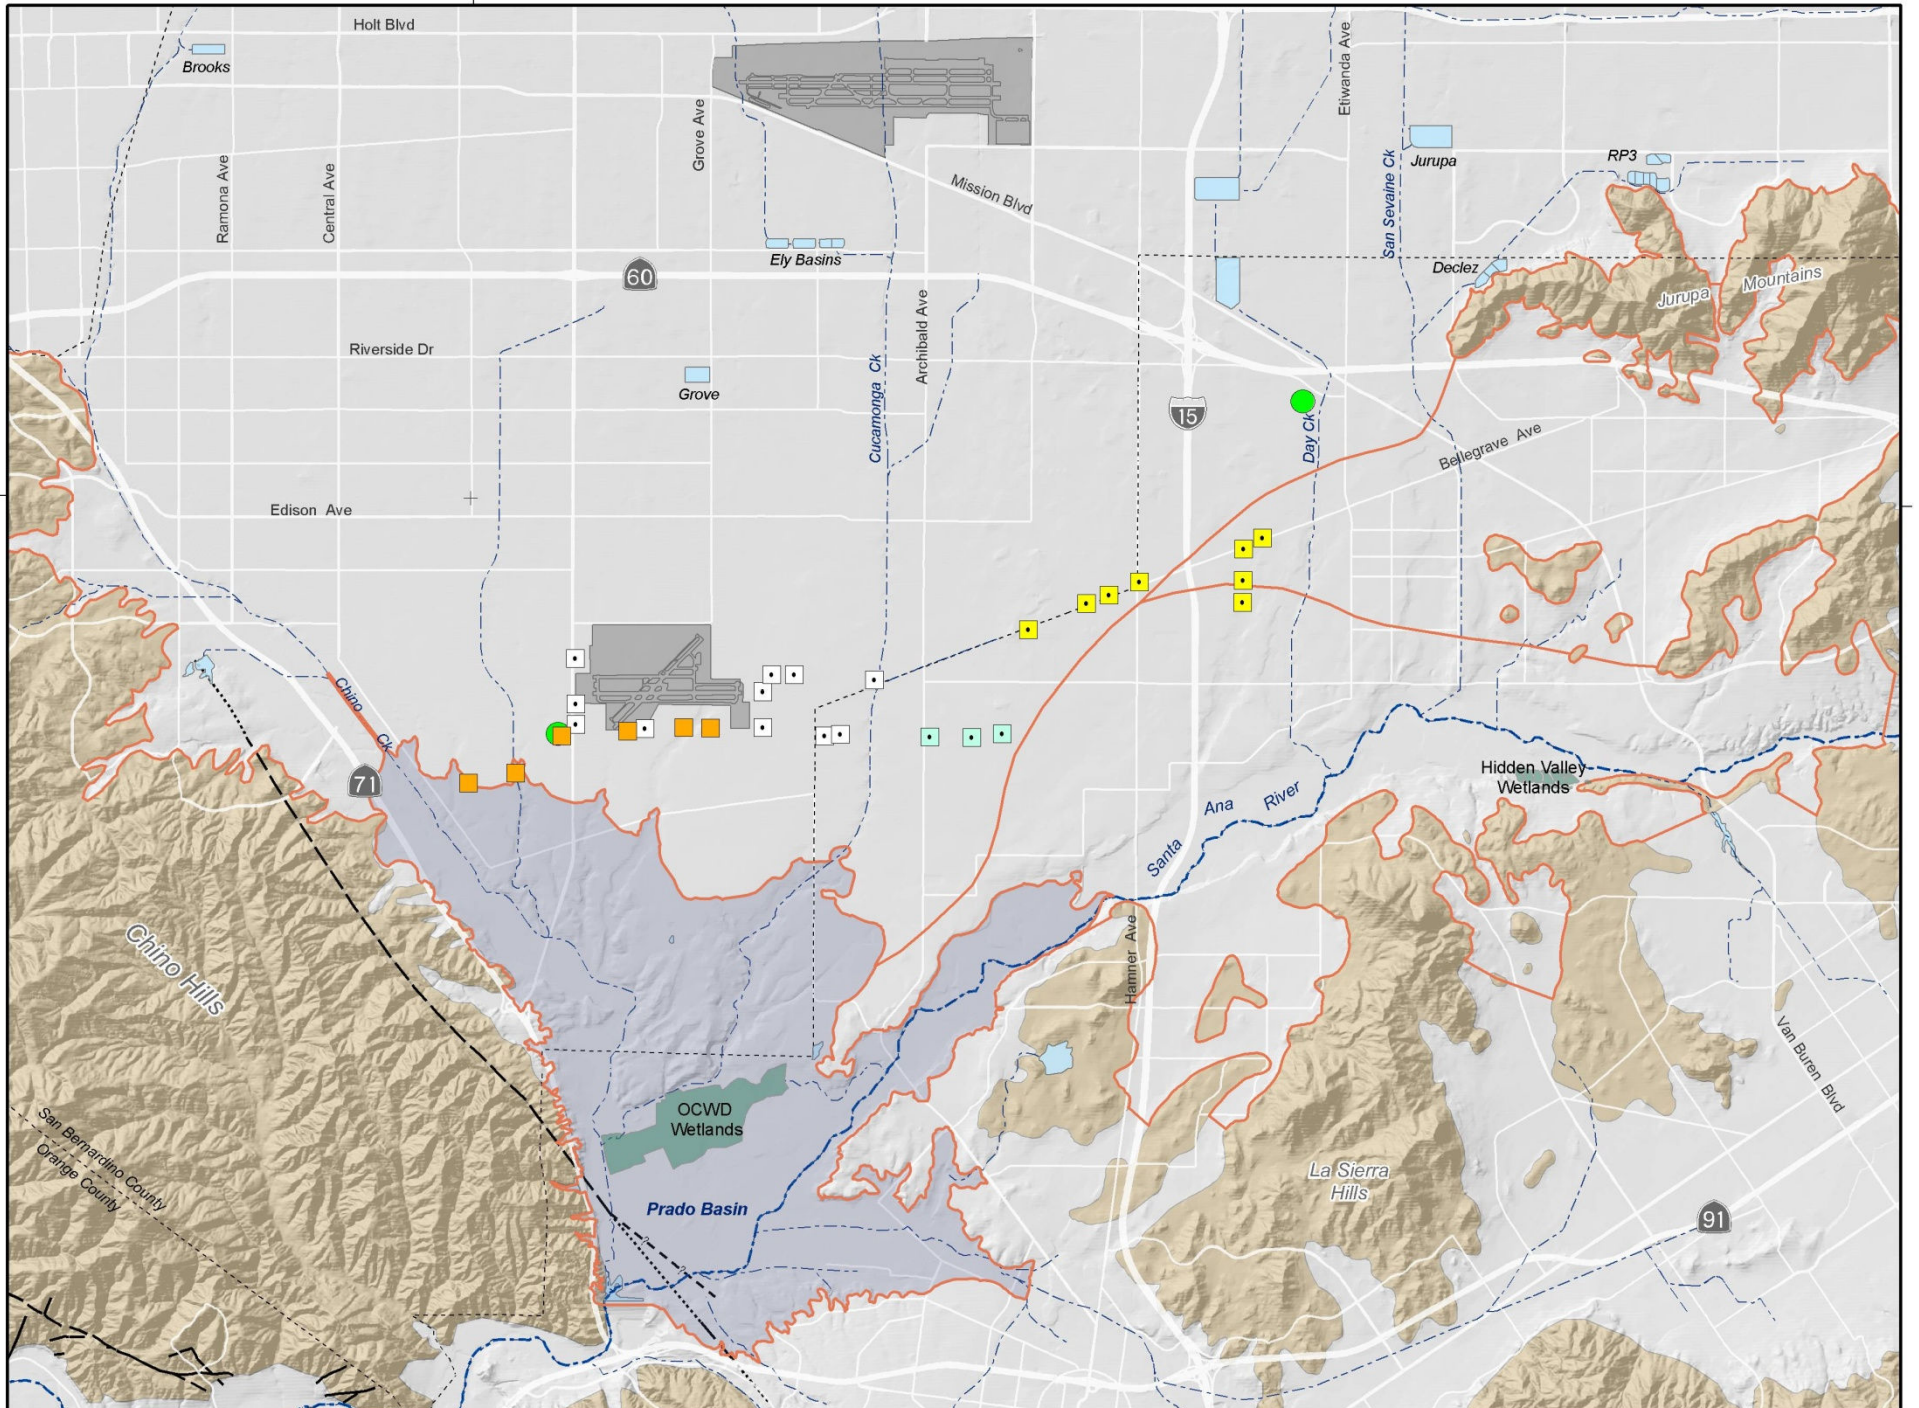 Holt Blvd
Brooks
Ramona Ave
Central Ave
Grove Ave
Mission Blvd
Etiwanda Ave
San Sevaine Ck
Jurupa
RP3
Ely Basins
60
Declez
Jurupa Mountains
Riverside Dr
Grove
Cucamonga Ck
Archibald Ave
15
Day Ck
Bellegrave Ave
Edison Ave
Chino Ck
71
Hidden Valley
Wetlands
Santa Ana River
Chino Hills
Hamner Ave
Van Buren Blvd
OCWD
Wetlands
San Bernardino County
Orange County
La Sierra
Hills
Prado Basin
91
?
?